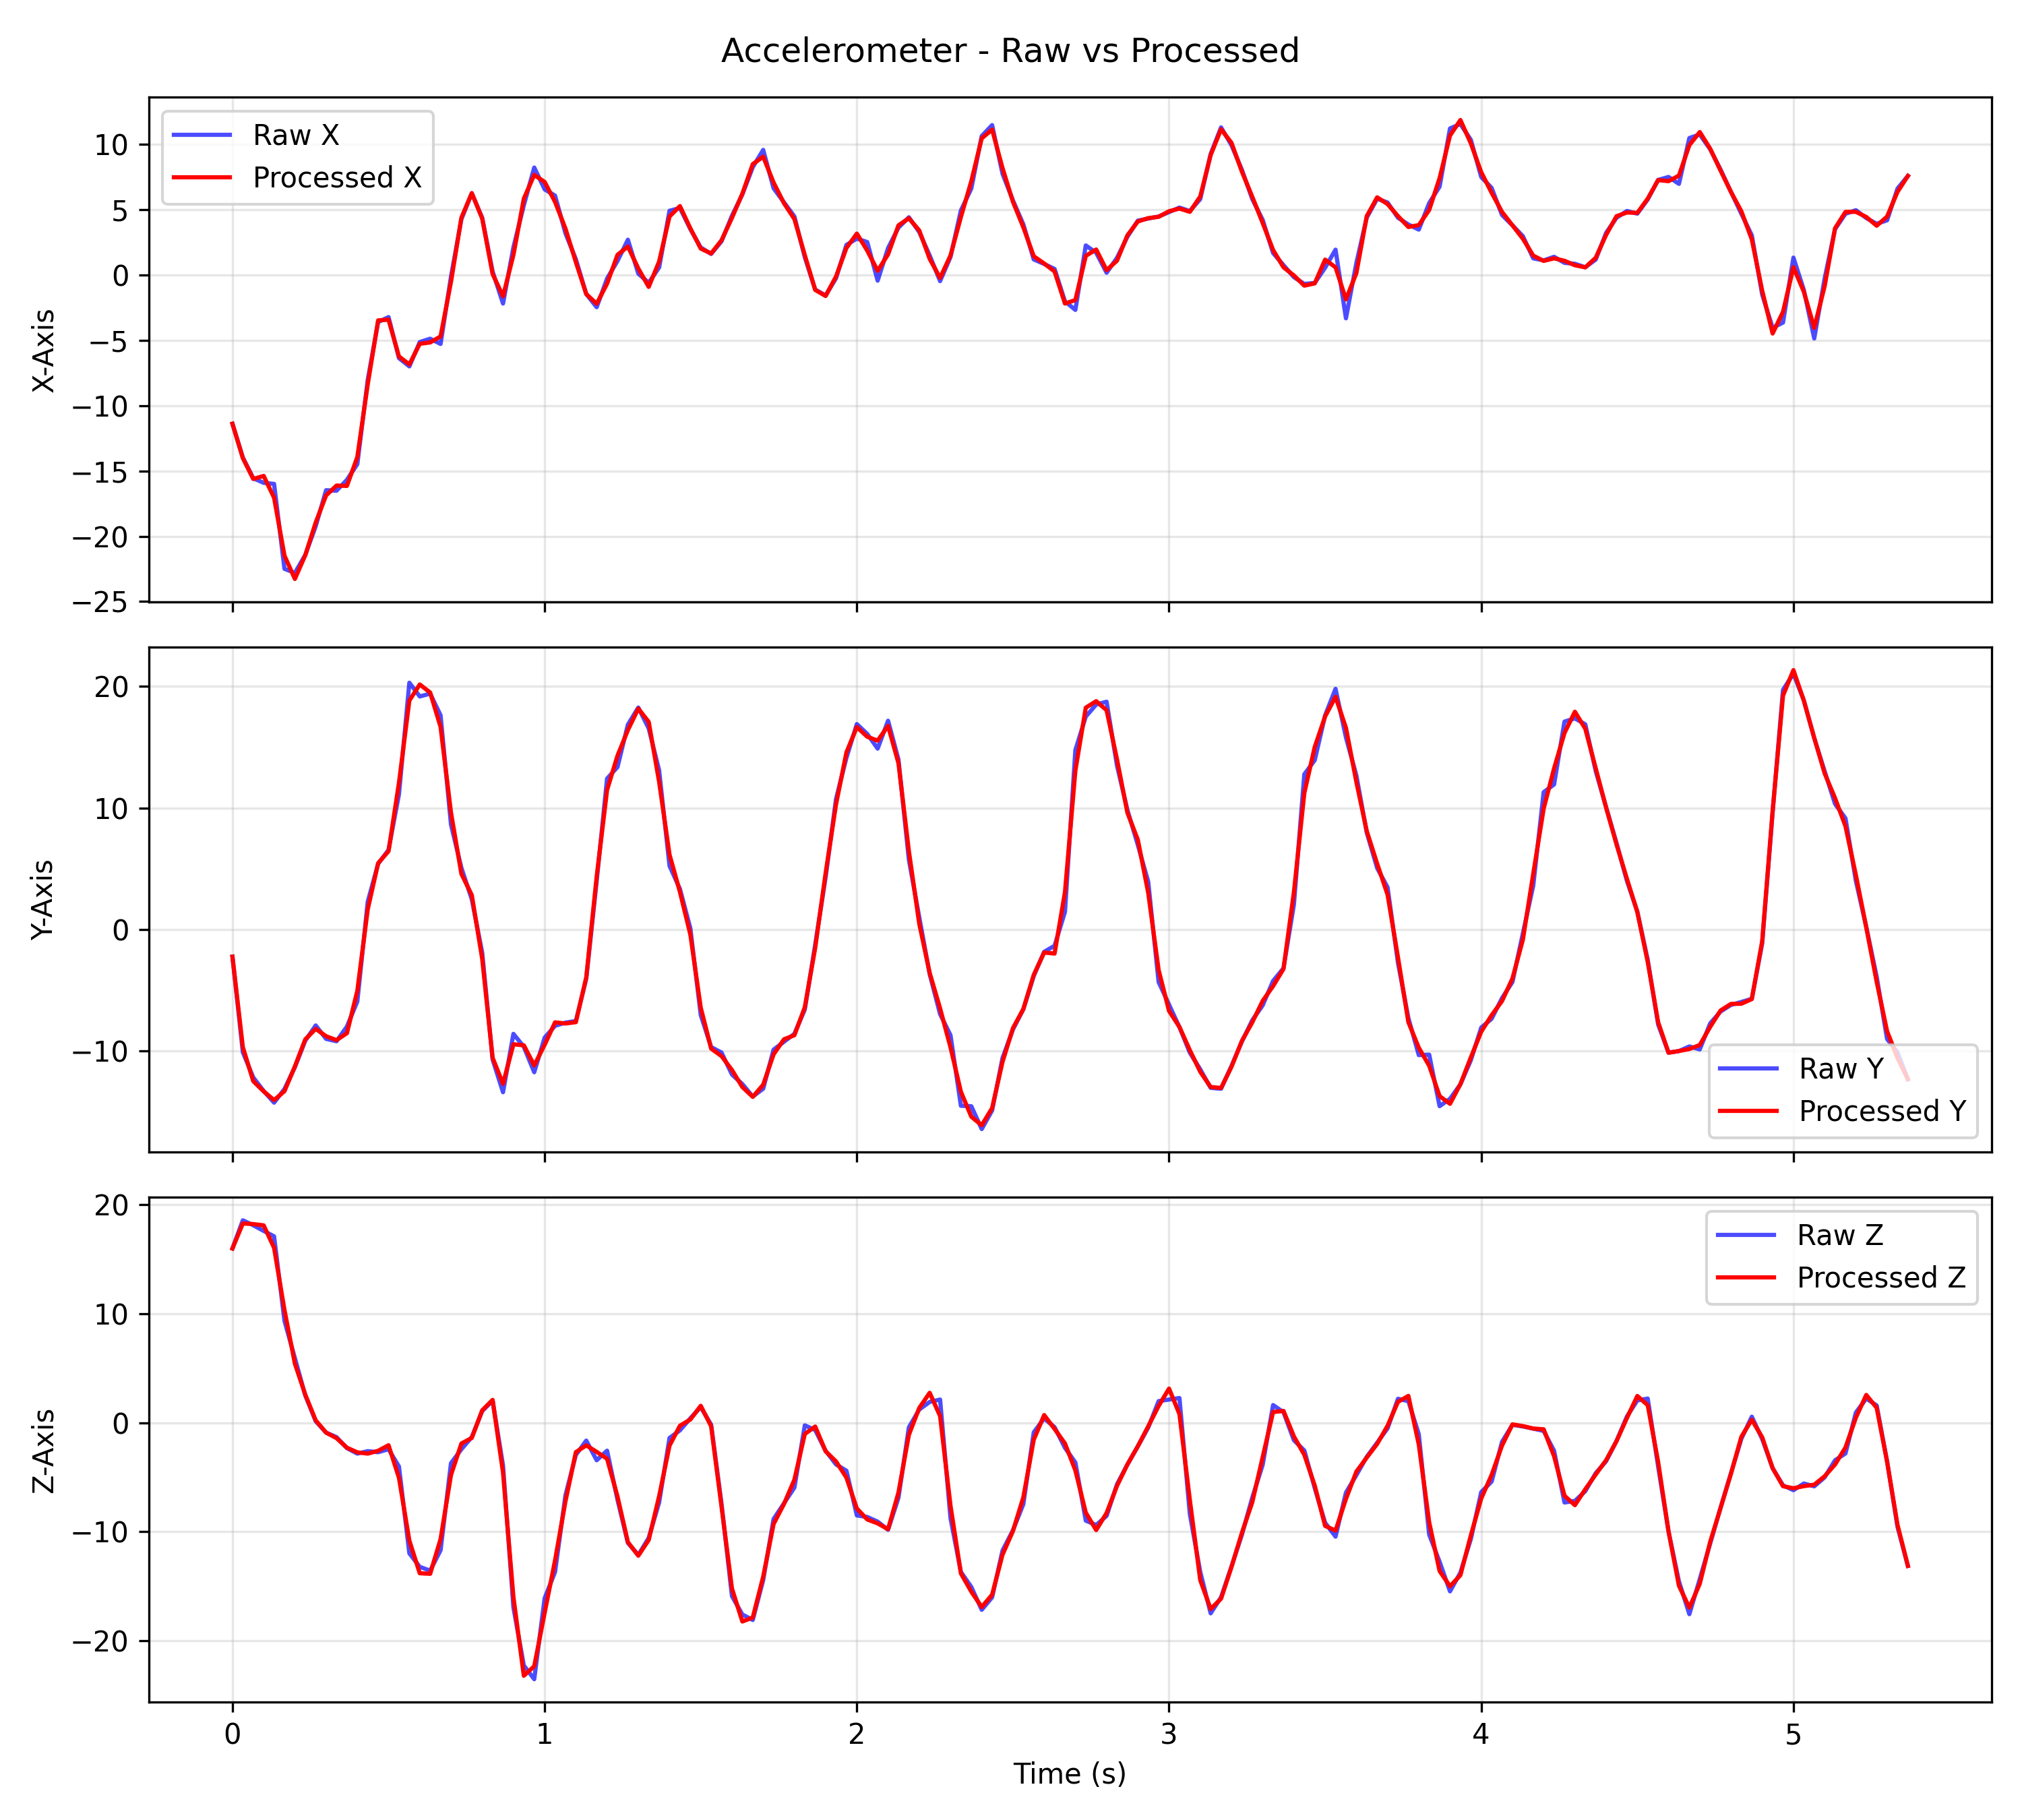 Accelerometer - Raw vs Processed
Raw X
Processed X
X-Axis
10
5
0
−5
−10
−15
−20
−25
Raw Y
Processed Y
Y-Axis
20
10
0
−10
Raw Z
Processed Z
Z-Axis
20
10
0
−10
−20
0 1 2 3 4 5
Time (s)